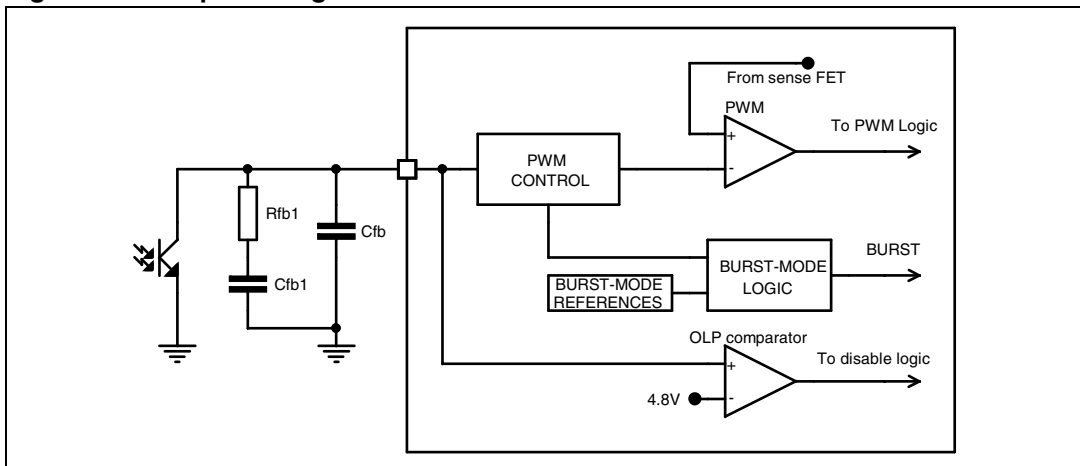 From sense FET
PWM
To PWM Logic
+
-
PWM
CONTROL
Rfb1
Cfb
Cfb1
BURST-MODE
REFERENCES
BURST-MODE
LOGIC
BURST
OLP comparator
To disable logic
+
4.8V
-